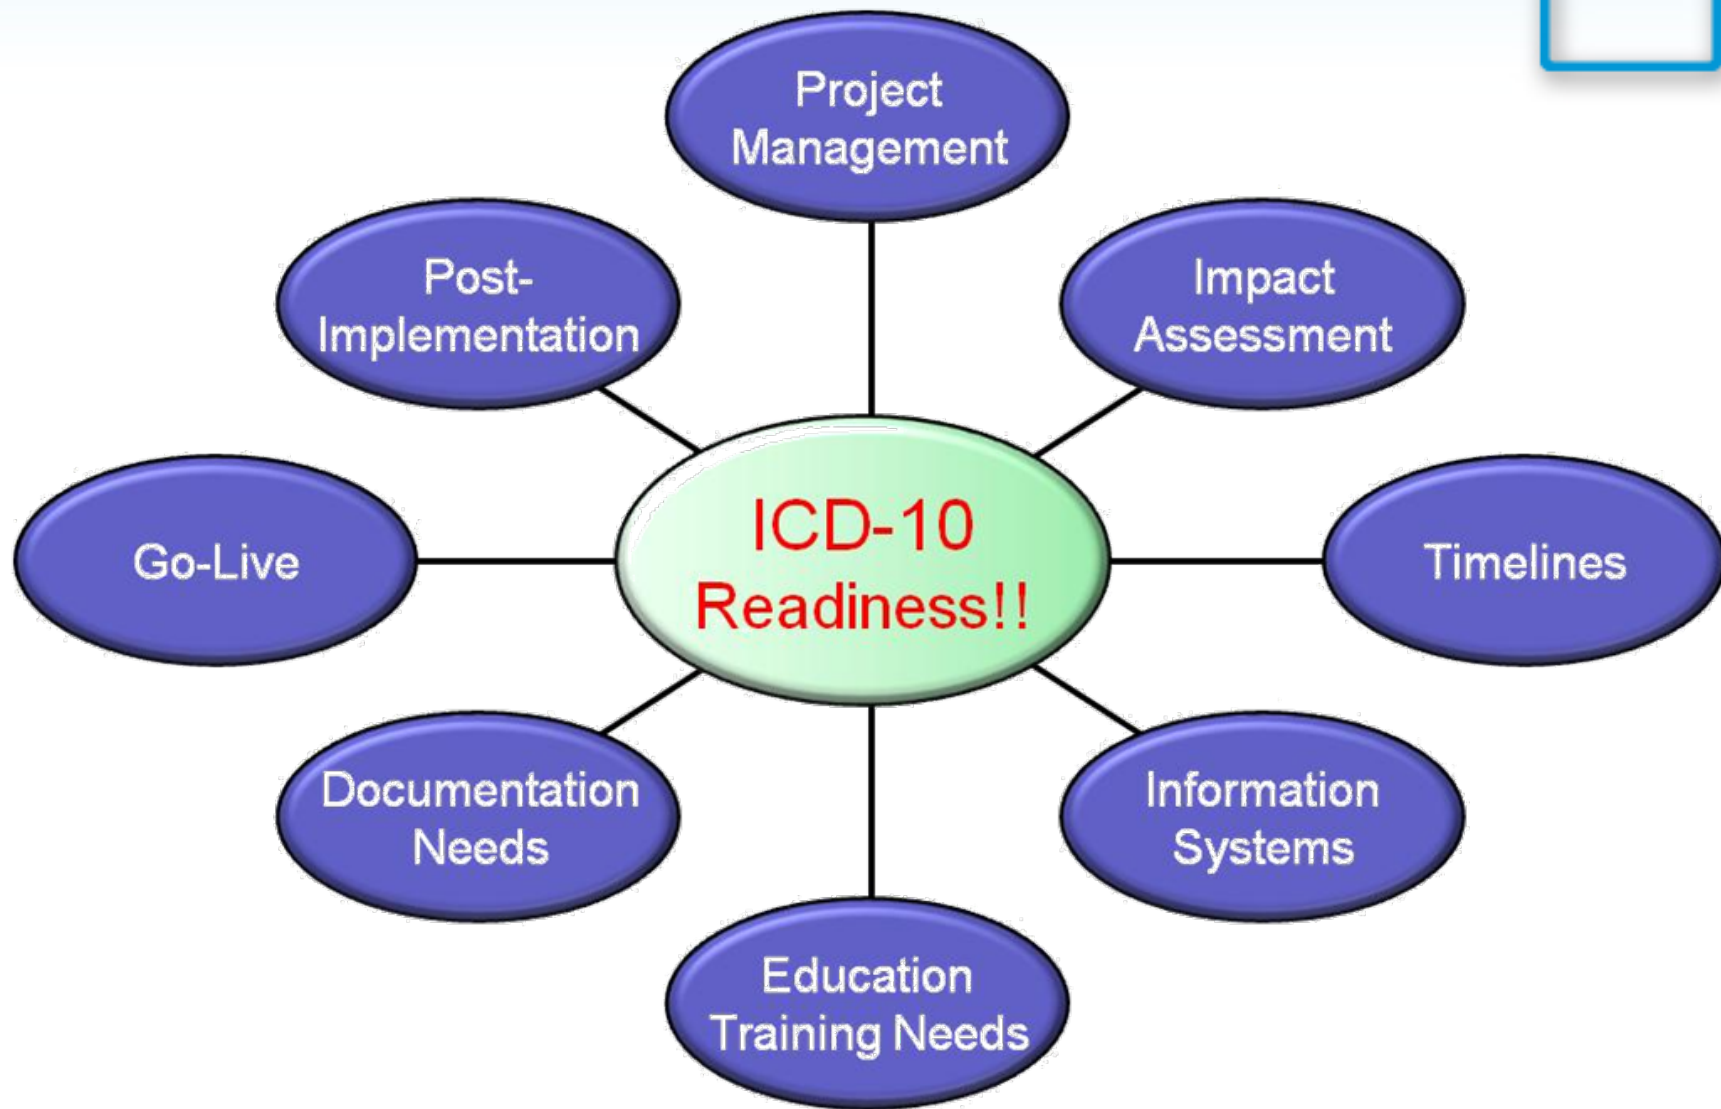 Project
Management
Post-
Implementation
Impact
Assessment
Go-Live
ICD-10
Readiness!!
Timelines
Documentation
Needs
Information
Systems
Education
Training Needs